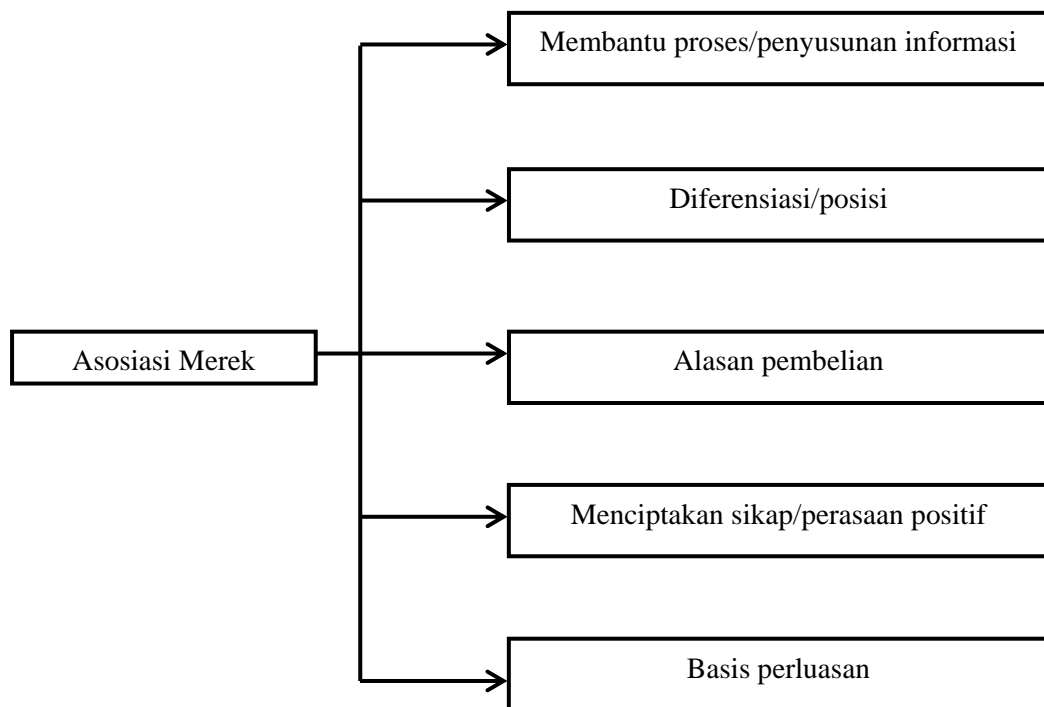 Membantu proses/penyusunan informasi
Diferensiasi/posisi
Asosiasi Merek
Alasan pembelian
Menciptakan sikap/perasaan positif
Basis perluasan